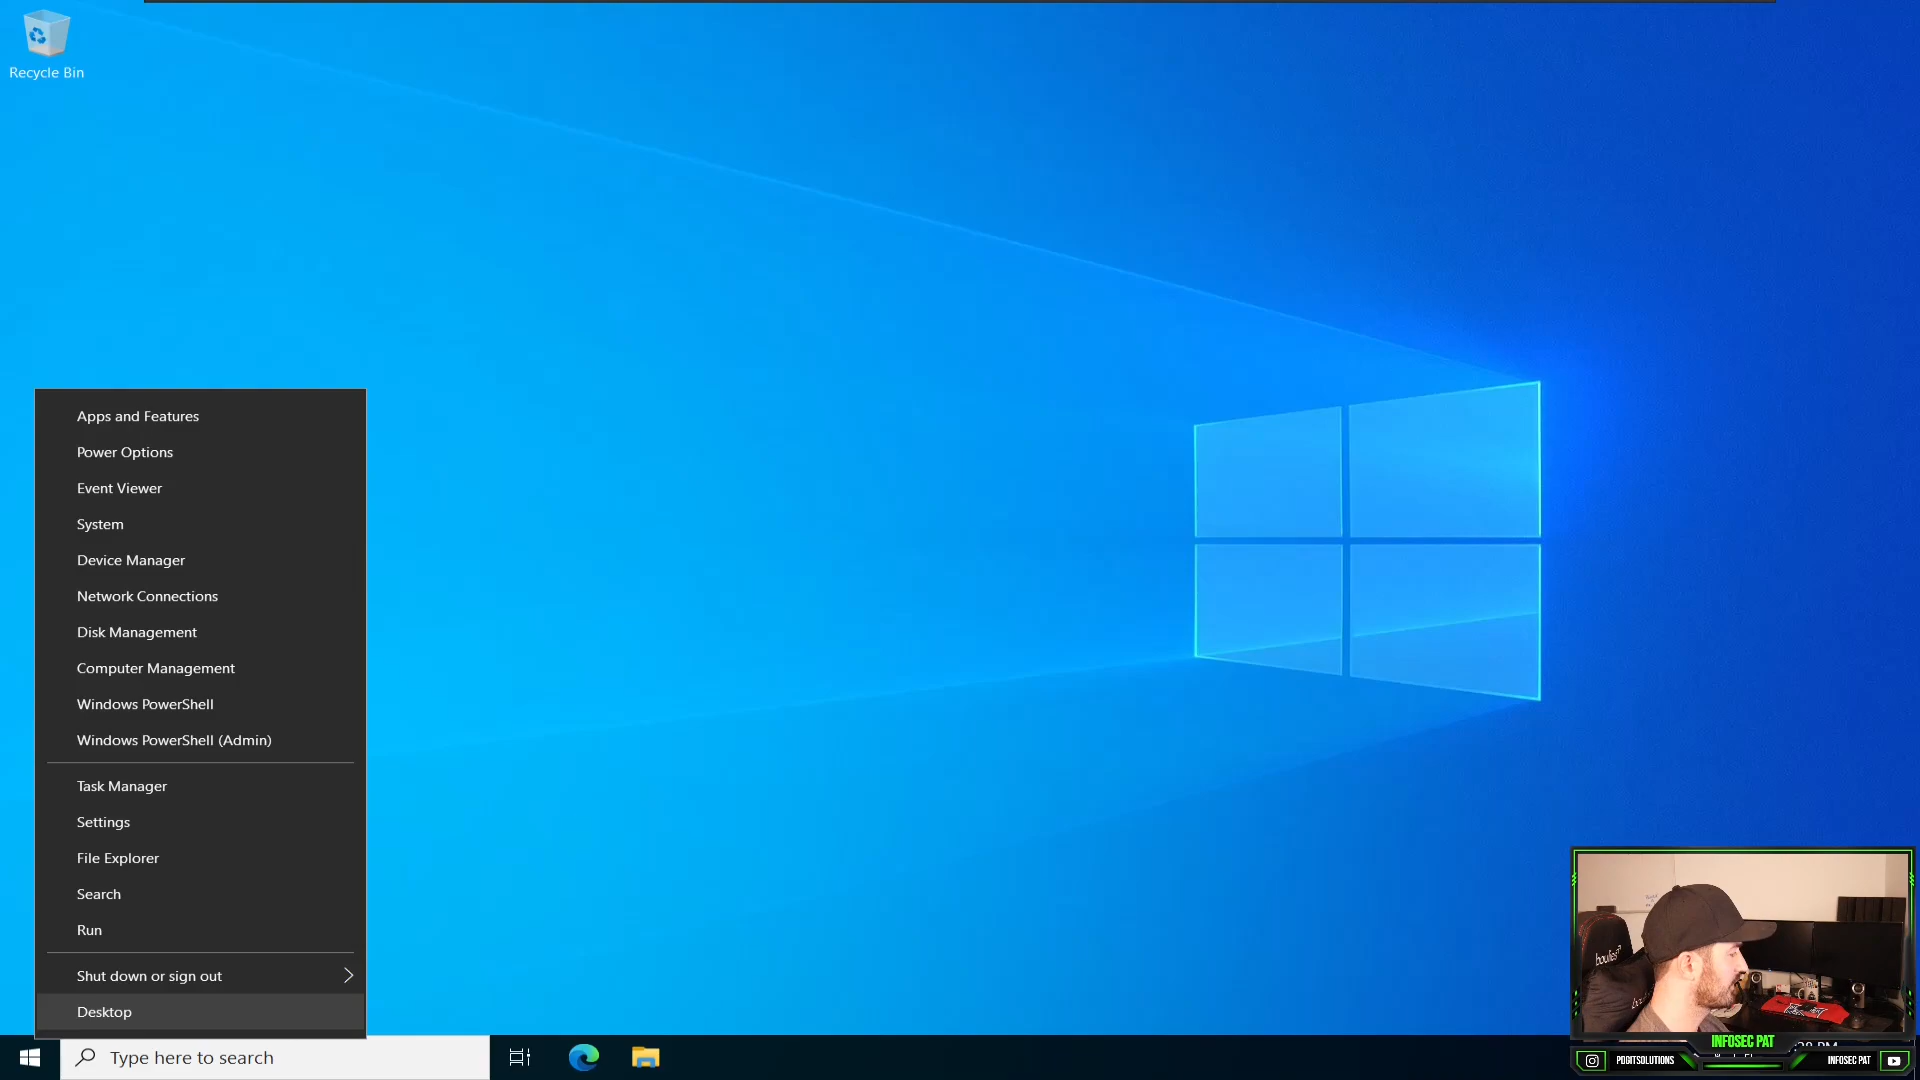 Recycle Bin
Apps and Features
Power Options
Event Viewer
System
Device Manager
Network Connections
Disk Management
Computer Management
Windows PowerShell
Windows PowerShell (Admin)
Task Manager
Settings
File Explorer
Search
Run
Shut down or sign out
Desktop
Type here to search
INFOSEC PAT
PDGITSOLUTIONS
INFOSEC PAT